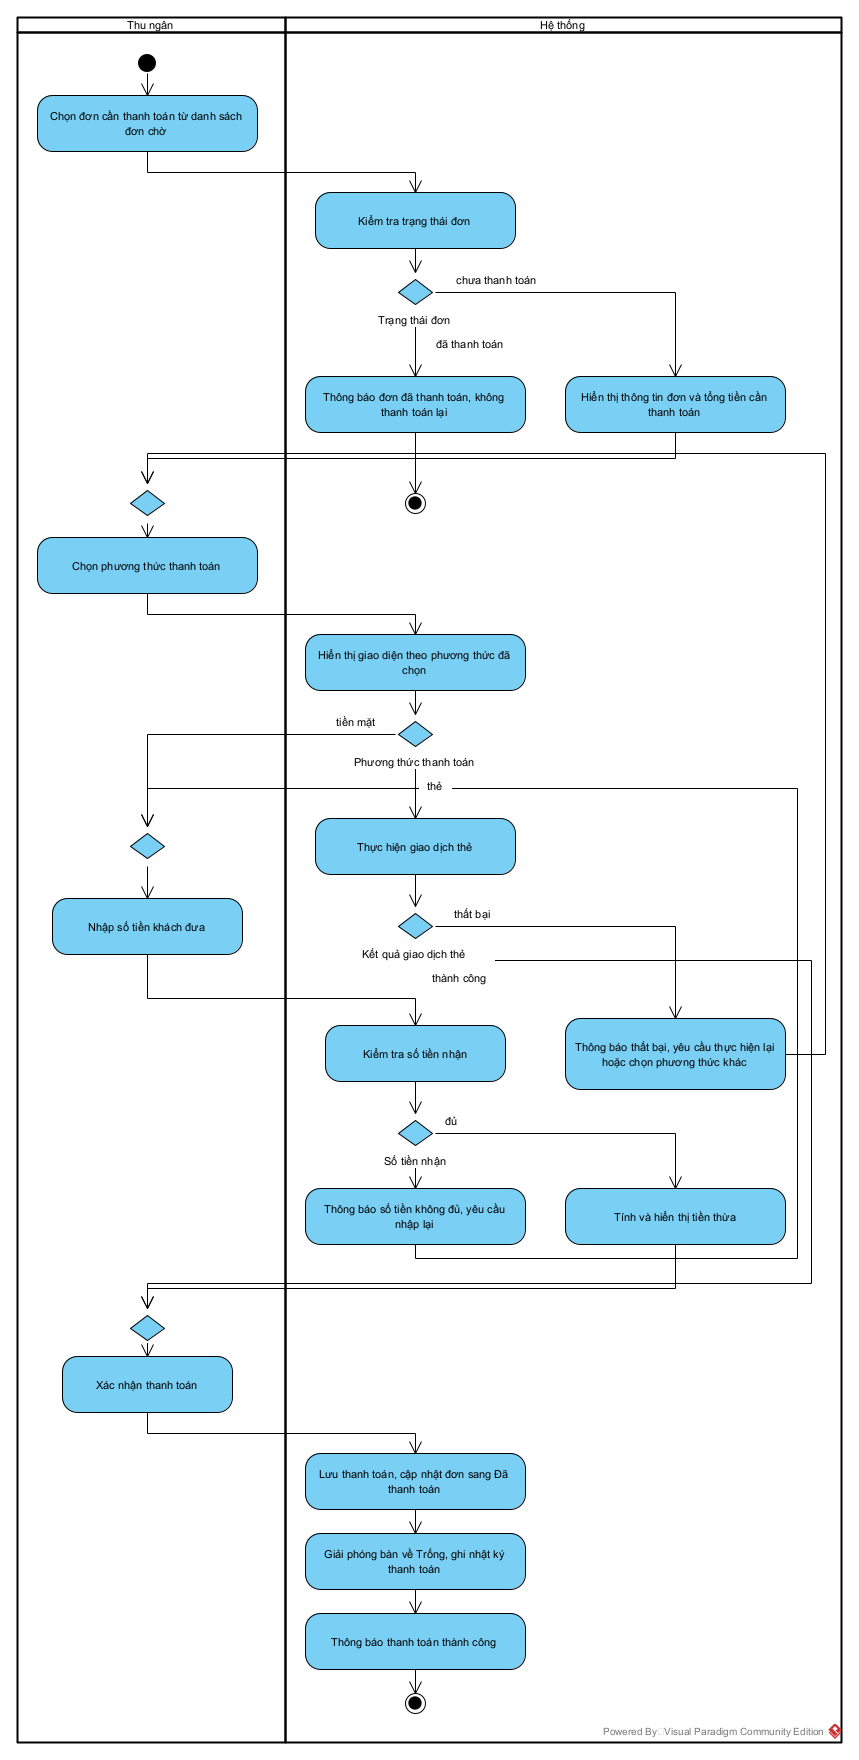 Thu ngân
Hệ thống
Chọn đơn cần thanh toán từ danh sách
đơn chờ
Kiểm tra trạng thái đơn
chưa thanh toán
Trạng thái đơn
đã thanh toán
Thông báo đơn đã thanh toán, không
thanh toán lại
Hiển thị thông tin đơn và tổng tiền cần
thanh toán
Chọn phương thức thanh toán
Hiển thị giao diện theo phương thức đã
chọn
tiền mặt
Phương thức thanh toán
thẻ
Thực hiện giao dịch thẻ
thất bại
Nhập số tiền khách đưa
Kết quả giao dịch thẻ
thành công
Kiểm tra số tiền nhận
Thông báo thất bại, yêu cầu thực hiện lại
hoặc chọn phương thức khác
đủ
Số tiền nhận
Thông báo số tiền không đủ, yêu cầu
nhập lại
Tính và hiển thị tiền thừa
Xác nhận thanh toán
Lưu thanh toán, cập nhật đơn sang Đã
thanh toán
Giải phóng bàn về Trống, ghi nhật ký
thanh toán
Thông báo thanh toán thành công
Powered By Visual Paradigm Community Edition